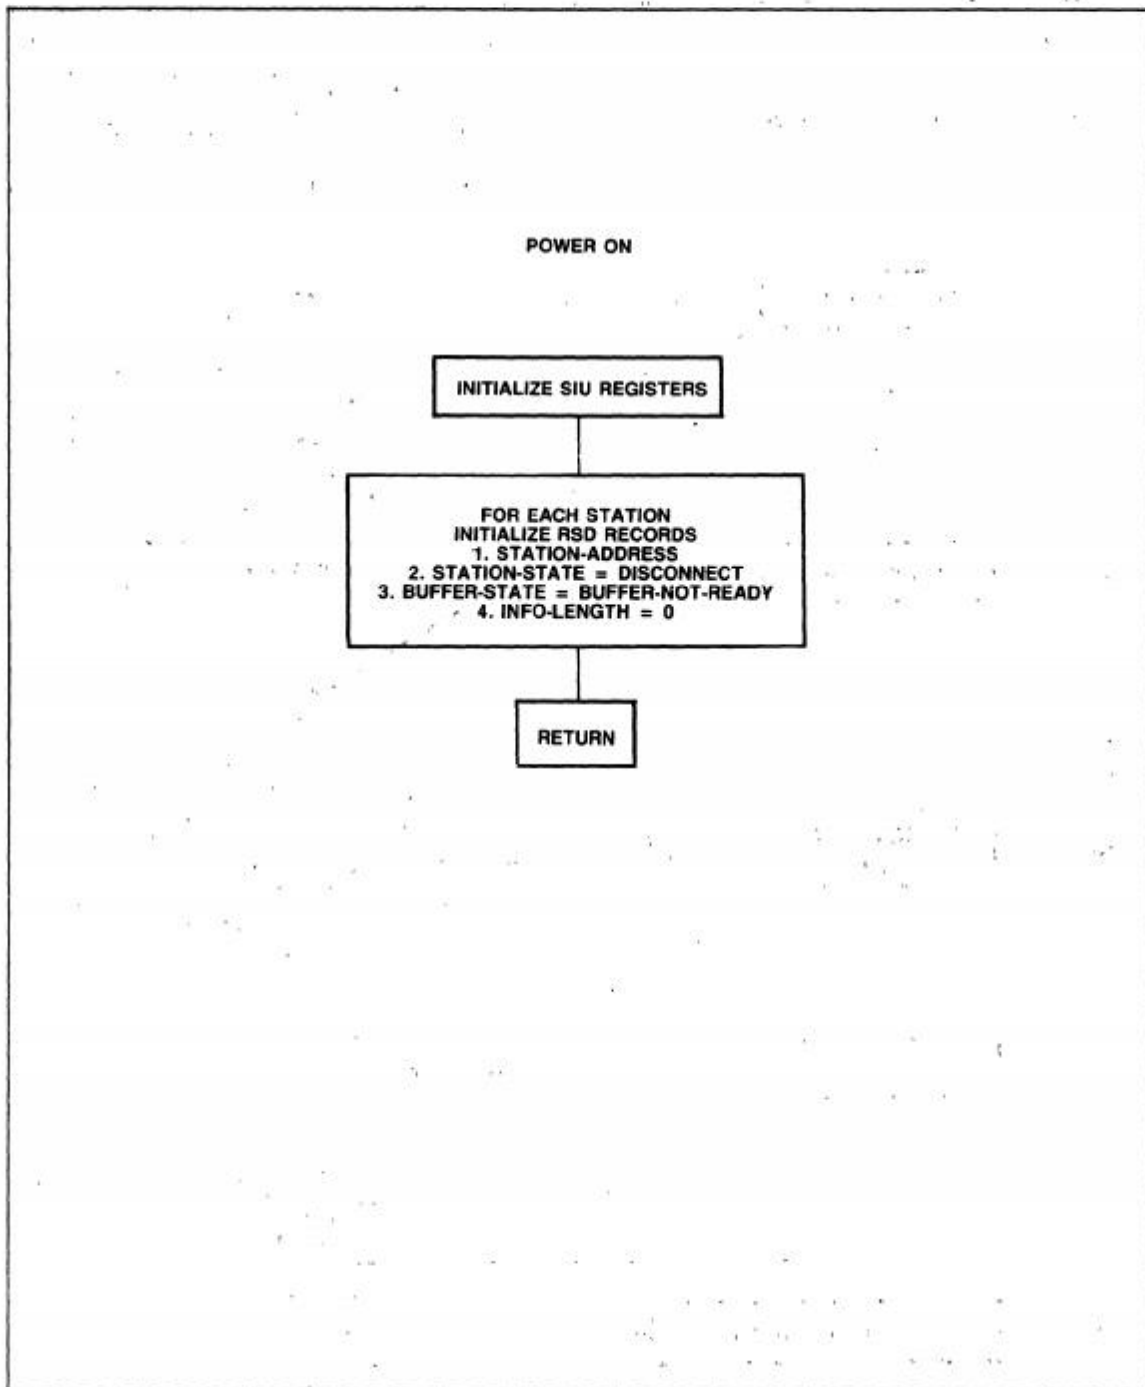 POWER ON
INITIALIZE SIU REGISTERS
FOR EACH STATION
INITIALIZE RSD RECORDS
1. STATION-ADDRESS
2. STATION-STATE = DISCONNECT
3. BUFFER-STATE = BUFFER-NOT-READY
4. INFO-LENGTH = 0
RETURN